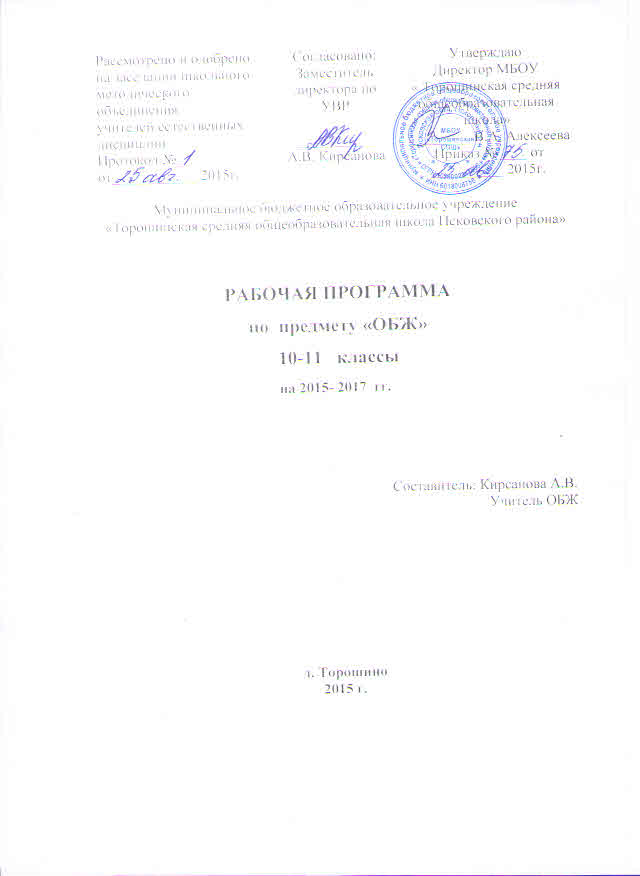 Рассмотрено и одобрено
на заседании школьного
методического
объединения
учителей естественных
дисциплин
Протокол № 1
от 25 авг. 2015г.
Согласовано:
Заместитель
директора по
УВР
А.В. Кирсанова
Утверждаю
Директор МБОУ
« Торошинская средняя
общеобразовательная
школа»
В. Алексеева
Приказ № 75 от
2015г.
МБОУ
Муниципальное бюджетное образовательное учреждение
«Торошинская средняя общеобразовательная школа Псковского района»
РАБОЧАЯ ПРОГРАММА
по предмету «ОБЖ»
10-11 классы
на 2015- 2017 гг.
Составитель: Кирсанова А.В.
Учитель ОБЖ
д. Торошино
2015 г.